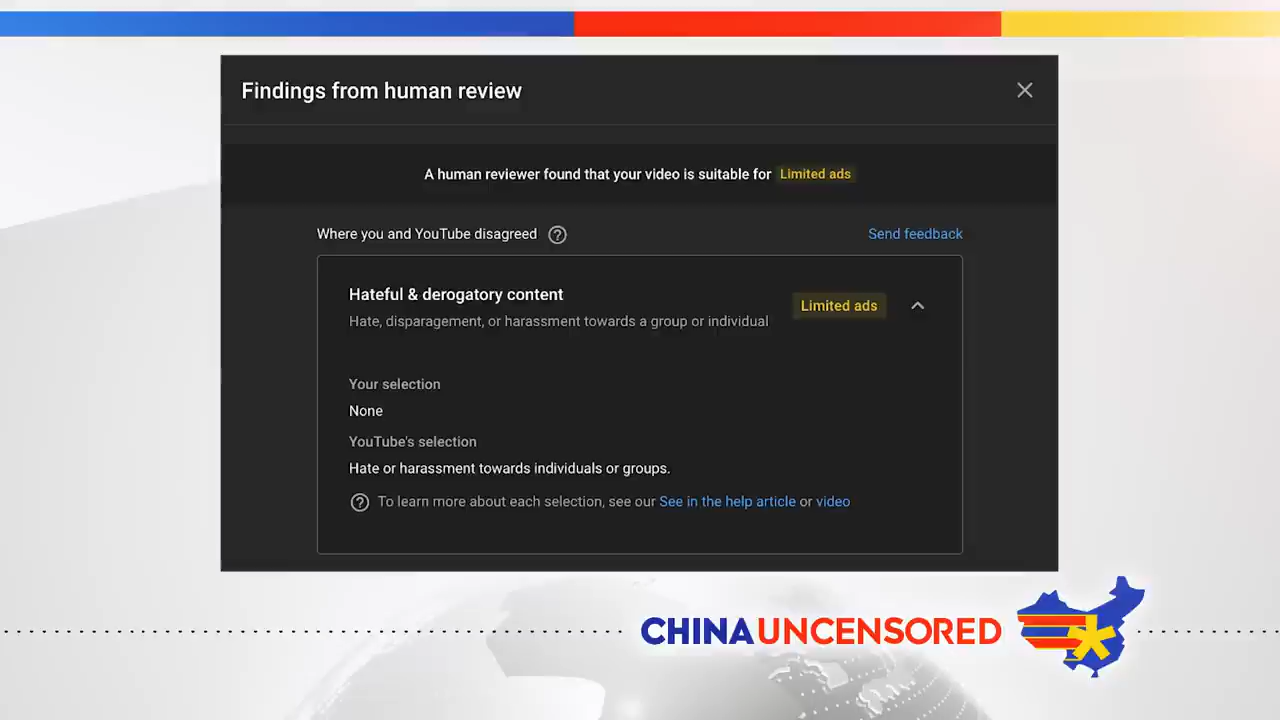 Findings from human review
A human reviewer found that your video is suitable for Limited ads
Where you and YouTube disagreed
Send feedback
Hateful & derogatory content
Limited ads
Hate, disparagement, or harassment towards a group or individual
Your selection
None
YouTube's selection
Hate or harassment towards individuals or groups.
To learn more about each selection, see our See in the help article or video
CHINA UNCENSORED